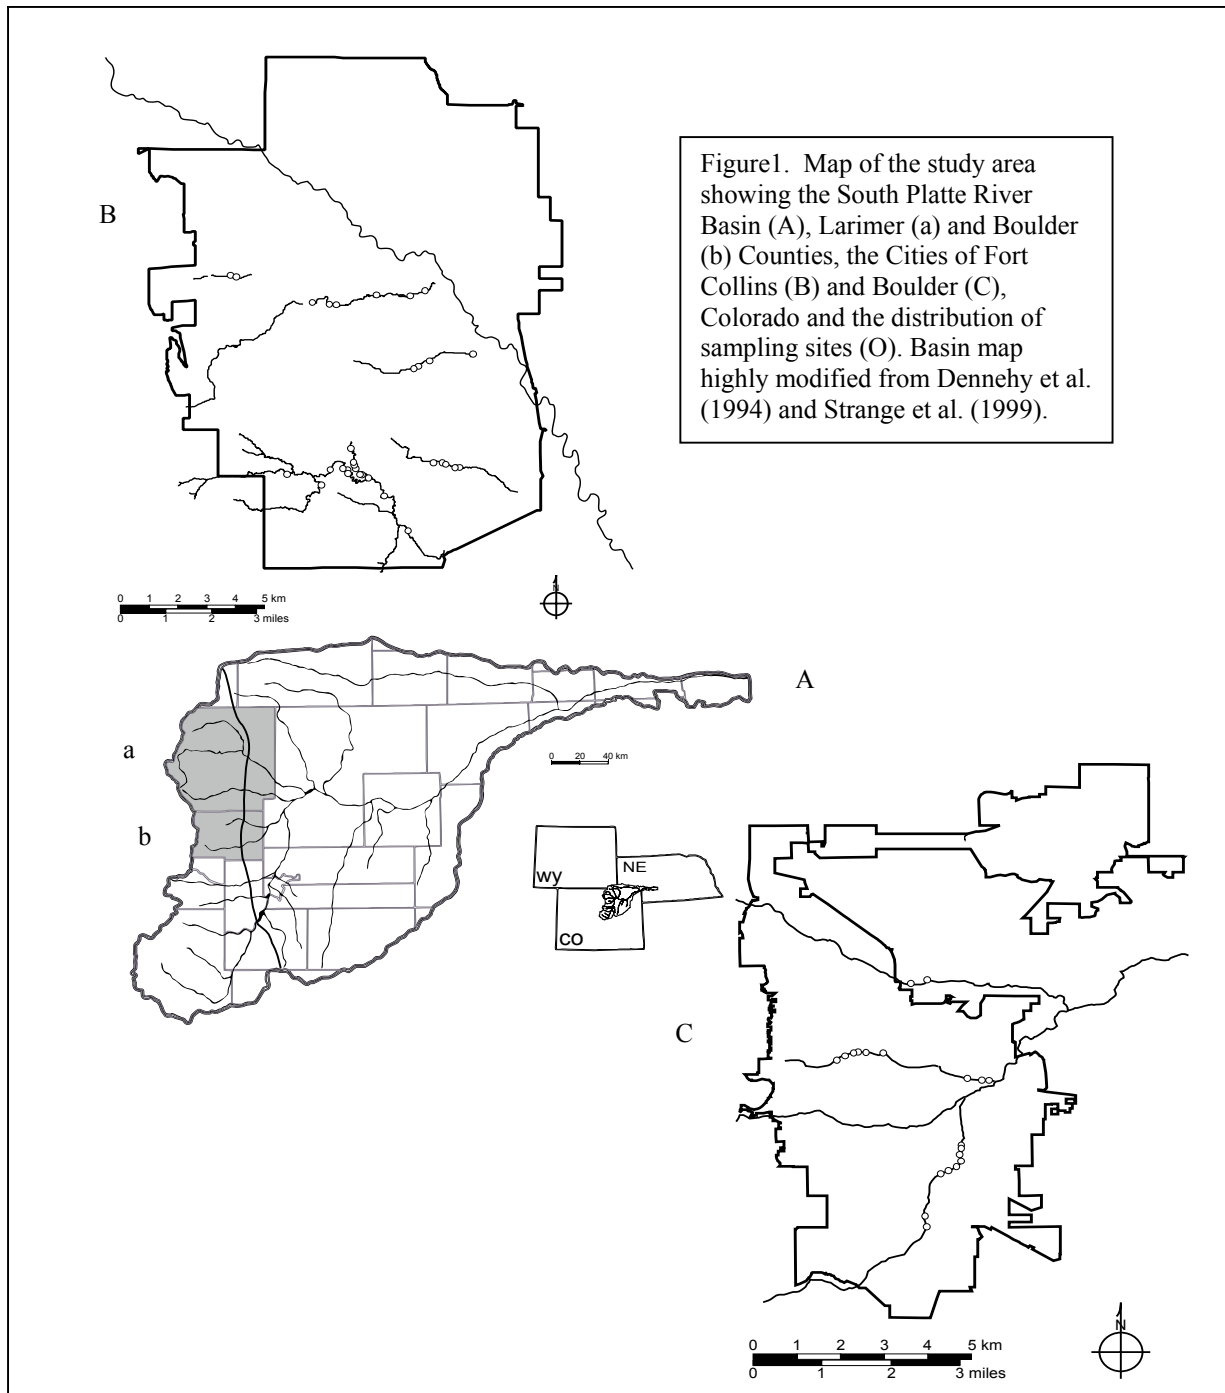 Figure1. Map of the study area
showing the South Platte River
Basin (A), Larimer (a) and Boulder
(b) Counties, the Cities of Fort
Collins (B) and Boulder (C),
Colorado and the distribution of
sampling sites (O). Basin map
highly modified from Dennehy et al.
(1994) and Strange et al. (1999).
B
0 1 2 3 4 5 km
0 1 2 3 miles
N
A
a
b
0 20 40 km
wy
NE
co
C
0 1 2 3 4 5 km
0 1 2 3 miles
N